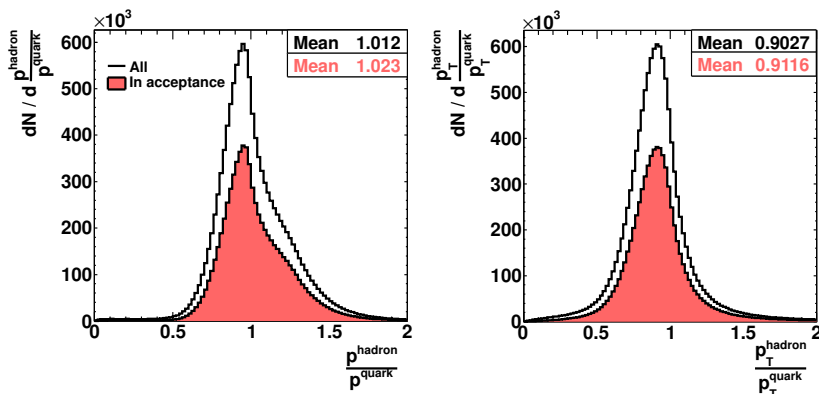 ×10³
dN / d p^hadron / p^quark
600
500
400
300
200
100
0
0 0.5 1 1.5 2
p^hadron
p^quark
All
In acceptance
Mean 1.012
Mean 1.023
×10³
dN / d p_T^hadron / p_T^quark
600
500
400
300
200
100
0
0 0.5 1 1.5 2
p_T^hadron
p_T^quark
Mean 0.9027
Mean 0.9116